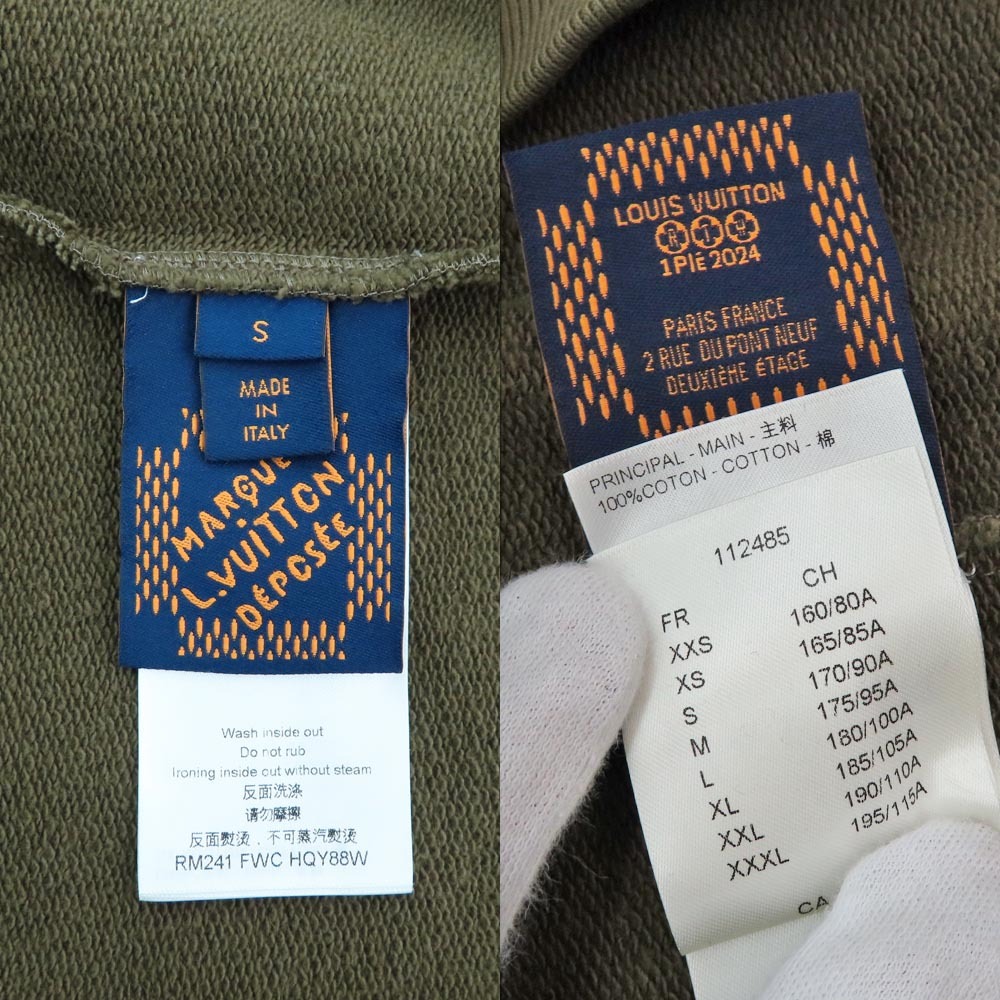 S
MADE
IN
ITALY
MARQUE
L.VUITTON
DÉPOSÉE
Wash inside out
Do not rub
Ironing inside out without steam
反面洗涤
请勿摩擦
反面熨烫．不可蒸汽熨烫
RM241 FWC HQY88W
LOUIS VUITTON
1PIÉ 2024
PARIS FRANCE
2 RUE DU PONT NEUF
DEUXIÈME ÉTAGE
PRINCIPAL - MAIN - 主料
100%COTON - COTTON - 棉
112485
FR CH
XXS 160/80A
XS 165/85A
S 170/90A
M 175/95A
L 180/100A
XL 185/105A
XXL 190/110A
XXXL 195/115A
CA